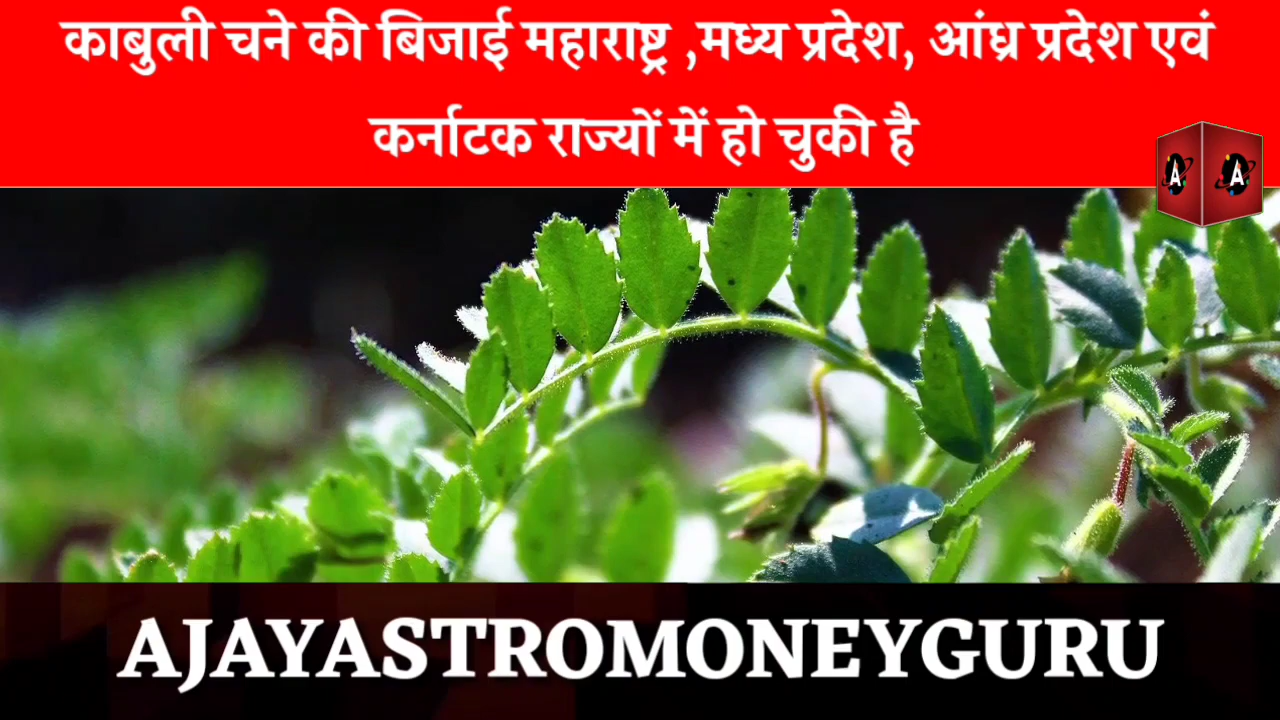 काबुली चने की बिजाई महाराष्ट्र ,मध्य प्रदेश, आंध्र प्रदेश एवं
कर्नाटक राज्यों में हो चुकी है
A A
AJAYASTROMONEYGURU